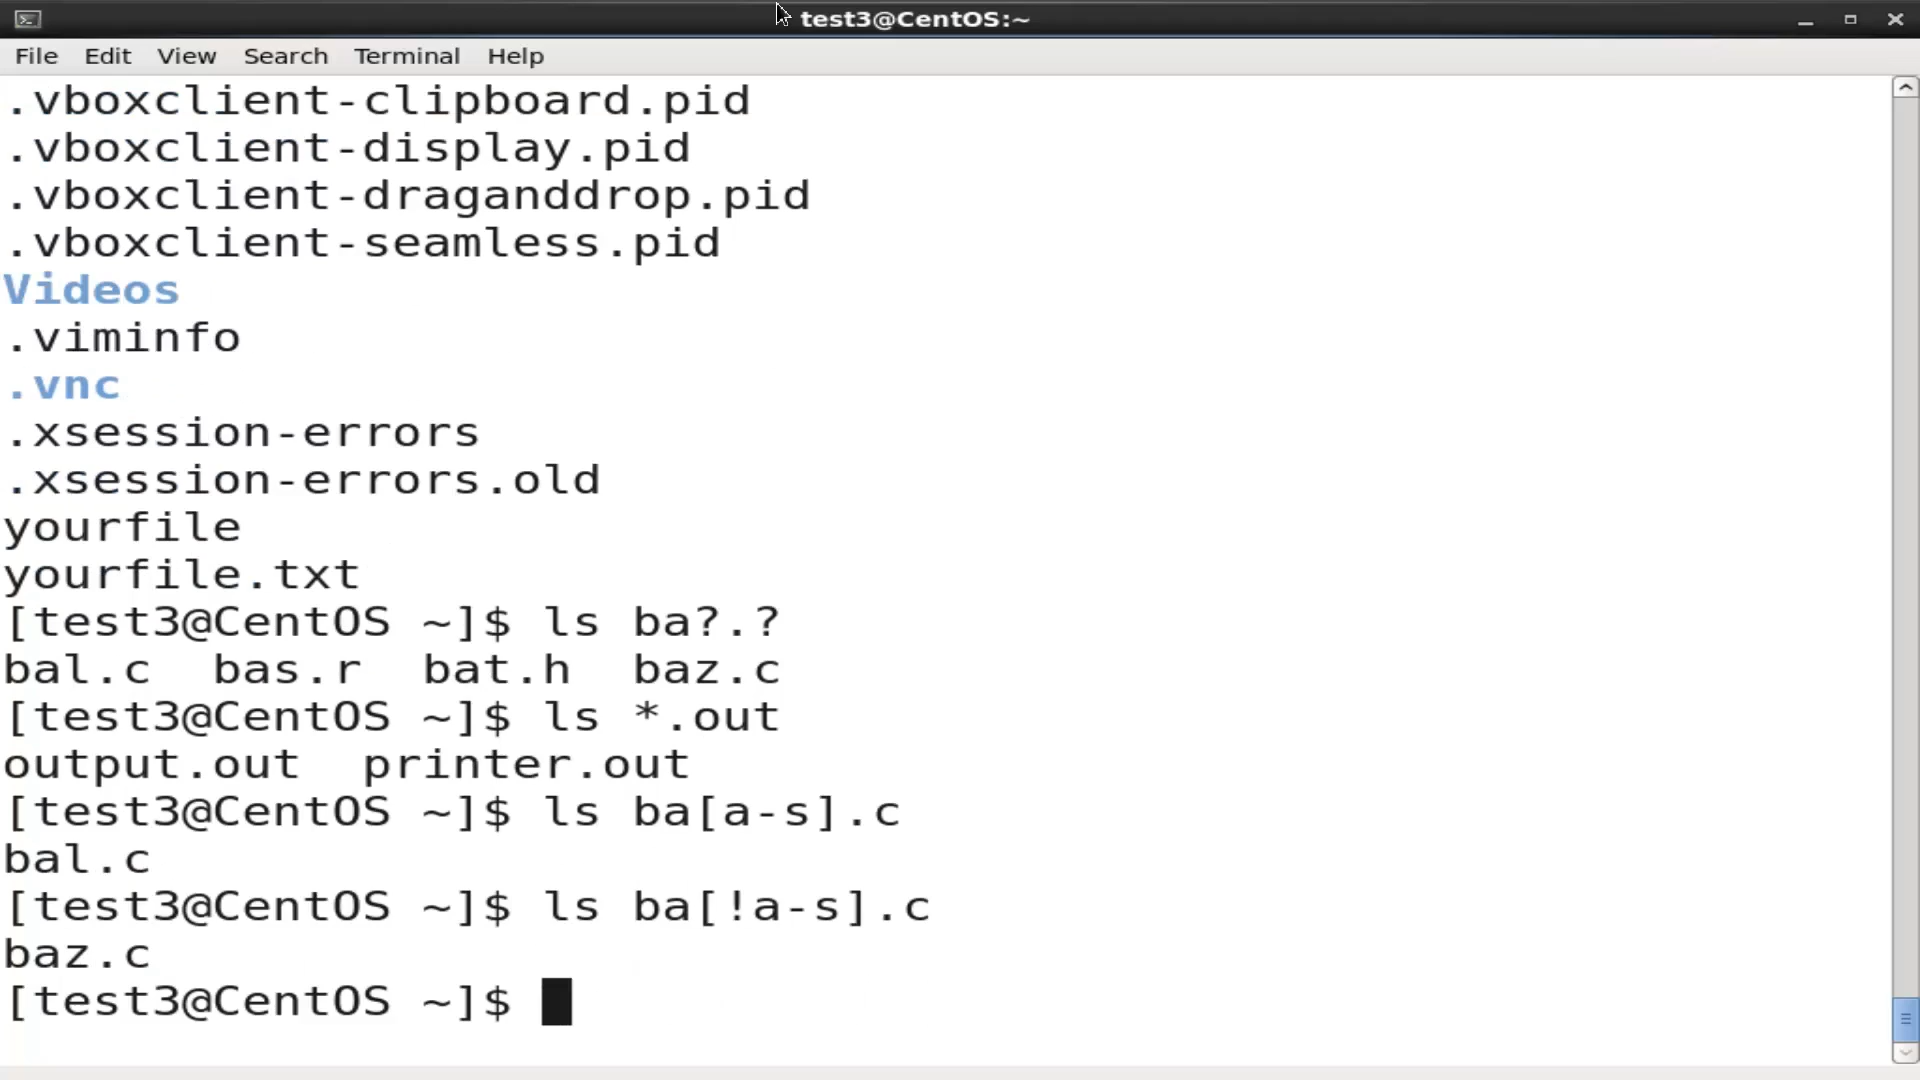 test3@CentOS:~
File Edit View Search Terminal Help
.vboxclient-clipboard.pid
.vboxclient-display.pid
.vboxclient-draganddrop.pid
.vboxclient-seamless.pid
Videos
.viminfo
.vnc
.xsession-errors
.xsession-errors.old
yourfile
yourfile.txt
[test3@CentOS ~]$ ls ba?.?
bal.c  bas.r  bat.h  baz.c
[test3@CentOS ~]$ ls *.out
output.out  printer.out
[test3@CentOS ~]$ ls ba[a-s].c
bal.c
[test3@CentOS ~]$ ls ba[!a-s].c
baz.c
[test3@CentOS ~]$